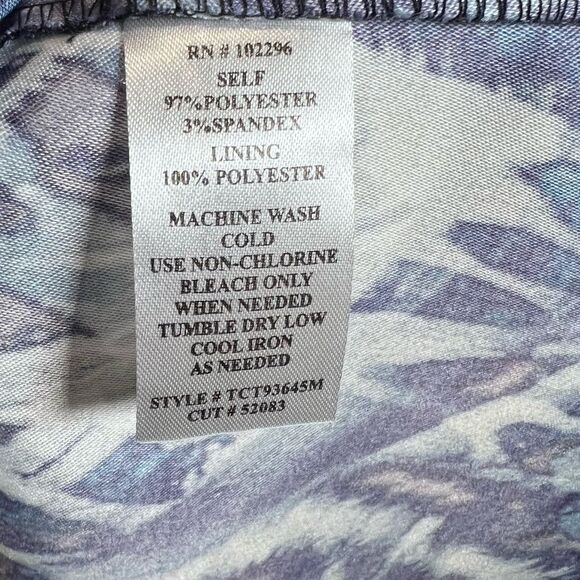 RN # 102296
SELF
97%POLYESTER
3%SPANDEX
LINING
100% POLYESTER
MACHINE WASH
COLD
USE NON-CHLORINE
BLEACH ONLY
WHEN NEEDED
TUMBLE DRY LOW
COOL IRON
AS NEEDED
STYLE # TCT93645M
CUT # 52083